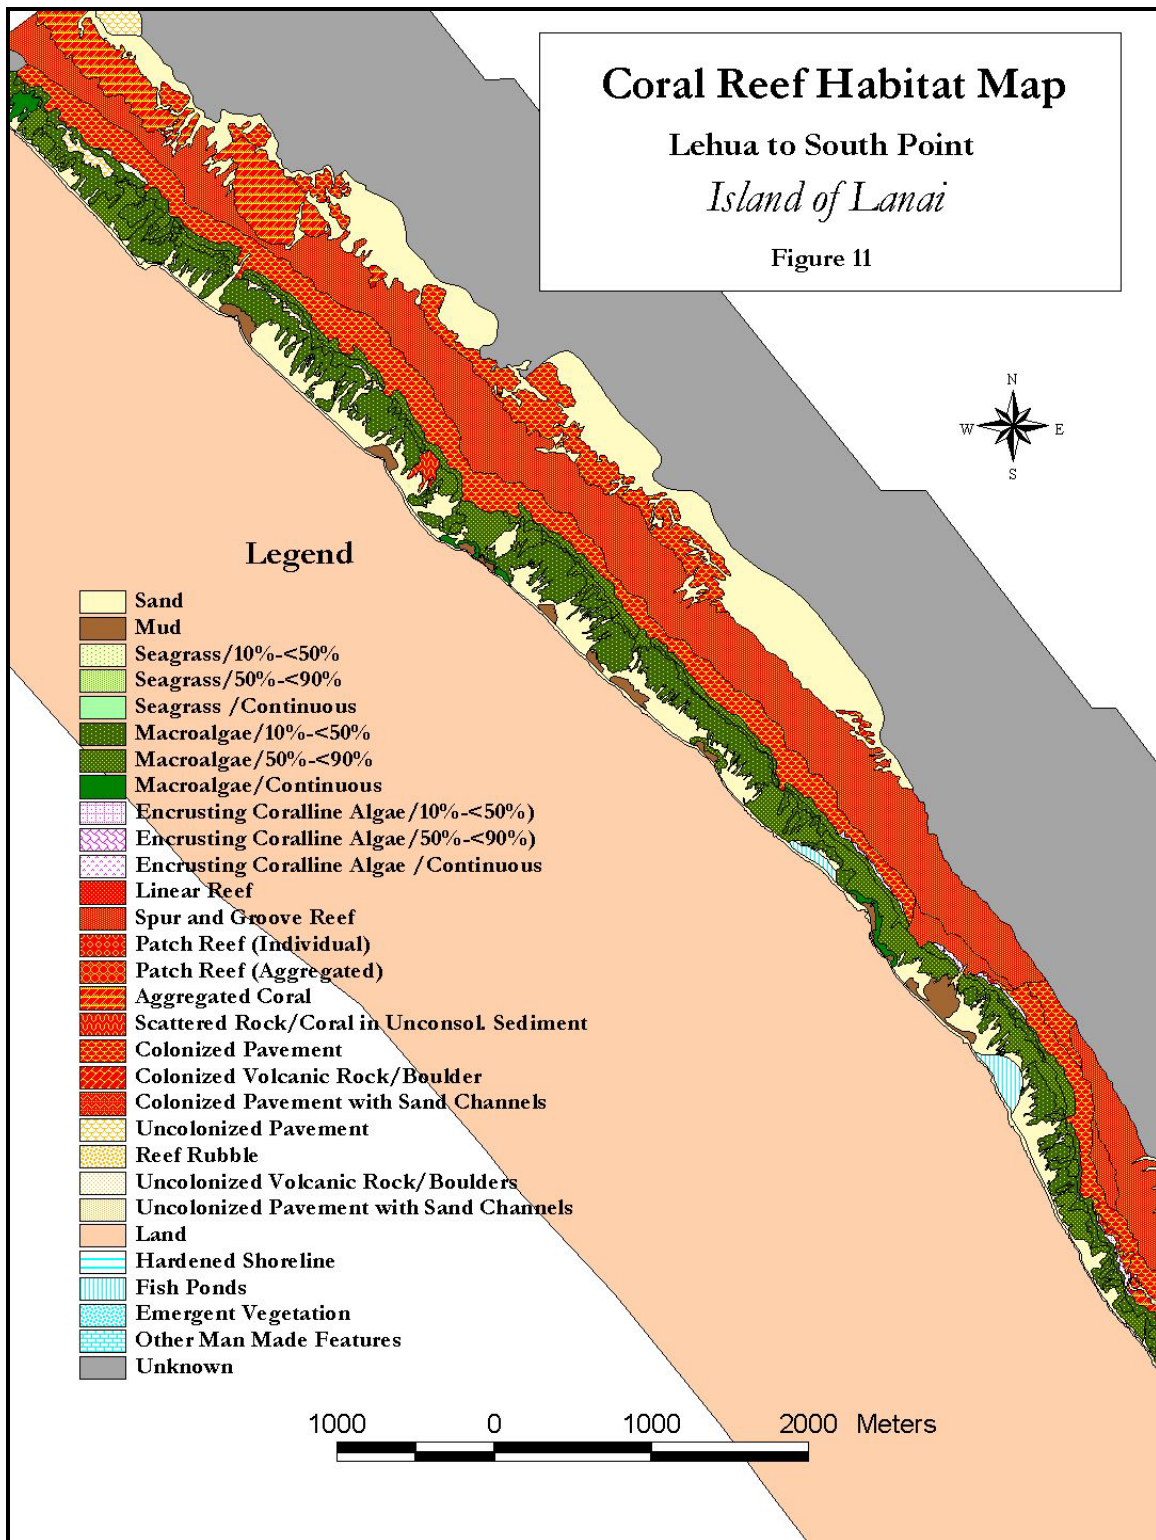 Coral Reef Habitat Map
Lehua to South Point
Island of Lanai
Figure 11
N
W E
S
Legend
Sand
Mud
Seagrass/10%-<50%
Seagrass/50%-<90%
Seagrass /Continuous
Macroalgae/10%-<50%
Macroalgae/50%-<90%
Macroalgae/Continuous
Encrusting Coralline Algae/10%-<50%)
Encrusting Coralline Algae/50%-<90%)
Encrusting Coralline Algae /Continuous
Linear Reef
Spur and Groove Reef
Patch Reef (Individual)
Patch Reef (Aggregated)
Aggregated Coral
Scattered Rock/Coral in Unconsol. Sediment
Colonized Pavement
Colonized Volcanic Rock/Boulder
Colonized Pavement with Sand Channels
Uncolonized Pavement
Reef Rubble
Uncolonized Volcanic Rock/Boulders
Uncolonized Pavement with Sand Channels
Land
Hardened Shoreline
Fish Ponds
Emergent Vegetation
Other Man Made Features
Unknown
1000 0 1000 2000 Meters